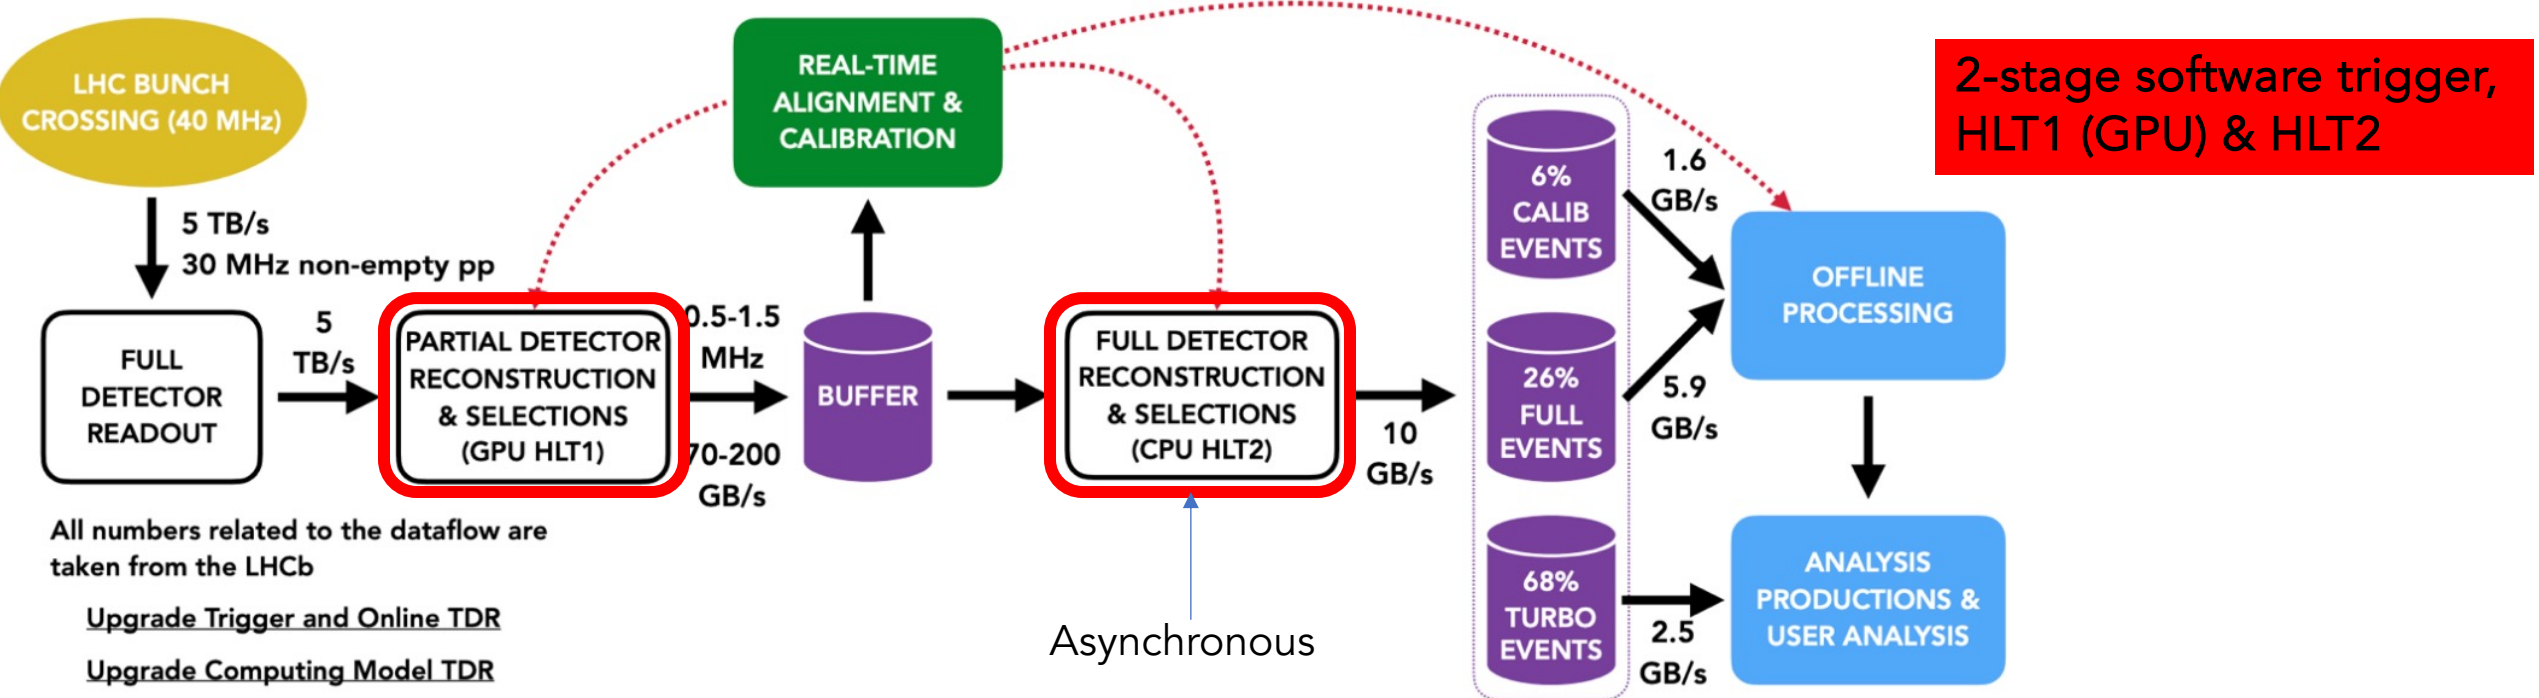 LHC BUNCH
CROSSING (40 MHz)
5 TB/s
30 MHz non-empty pp
FULL
DETECTOR
READOUT
5
TB/s
PARTIAL DETECTOR
RECONSTRUCTION
& SELECTIONS
(GPU HLT1)
0.5-1.5
MHz
70-200
GB/s
REAL-TIME
ALIGNMENT &
CALIBRATION
BUFFER
FULL DETECTOR
RECONSTRUCTION
& SELECTIONS
(CPU HLT2)
Asynchronous
10
GB/s
6%
CALIB
EVENTS
1.6
GB/s
26%
FULL
EVENTS
5.9
GB/s
68%
TURBO
EVENTS
2.5
GB/s
OFFLINE
PROCESSING
ANALYSIS
PRODUCTIONS &
USER ANALYSIS
2-stage software trigger,
HLT1 (GPU) & HLT2
All numbers related to the dataflow are
taken from the LHCb
Upgrade Trigger and Online TDR
Upgrade Computing Model TDR